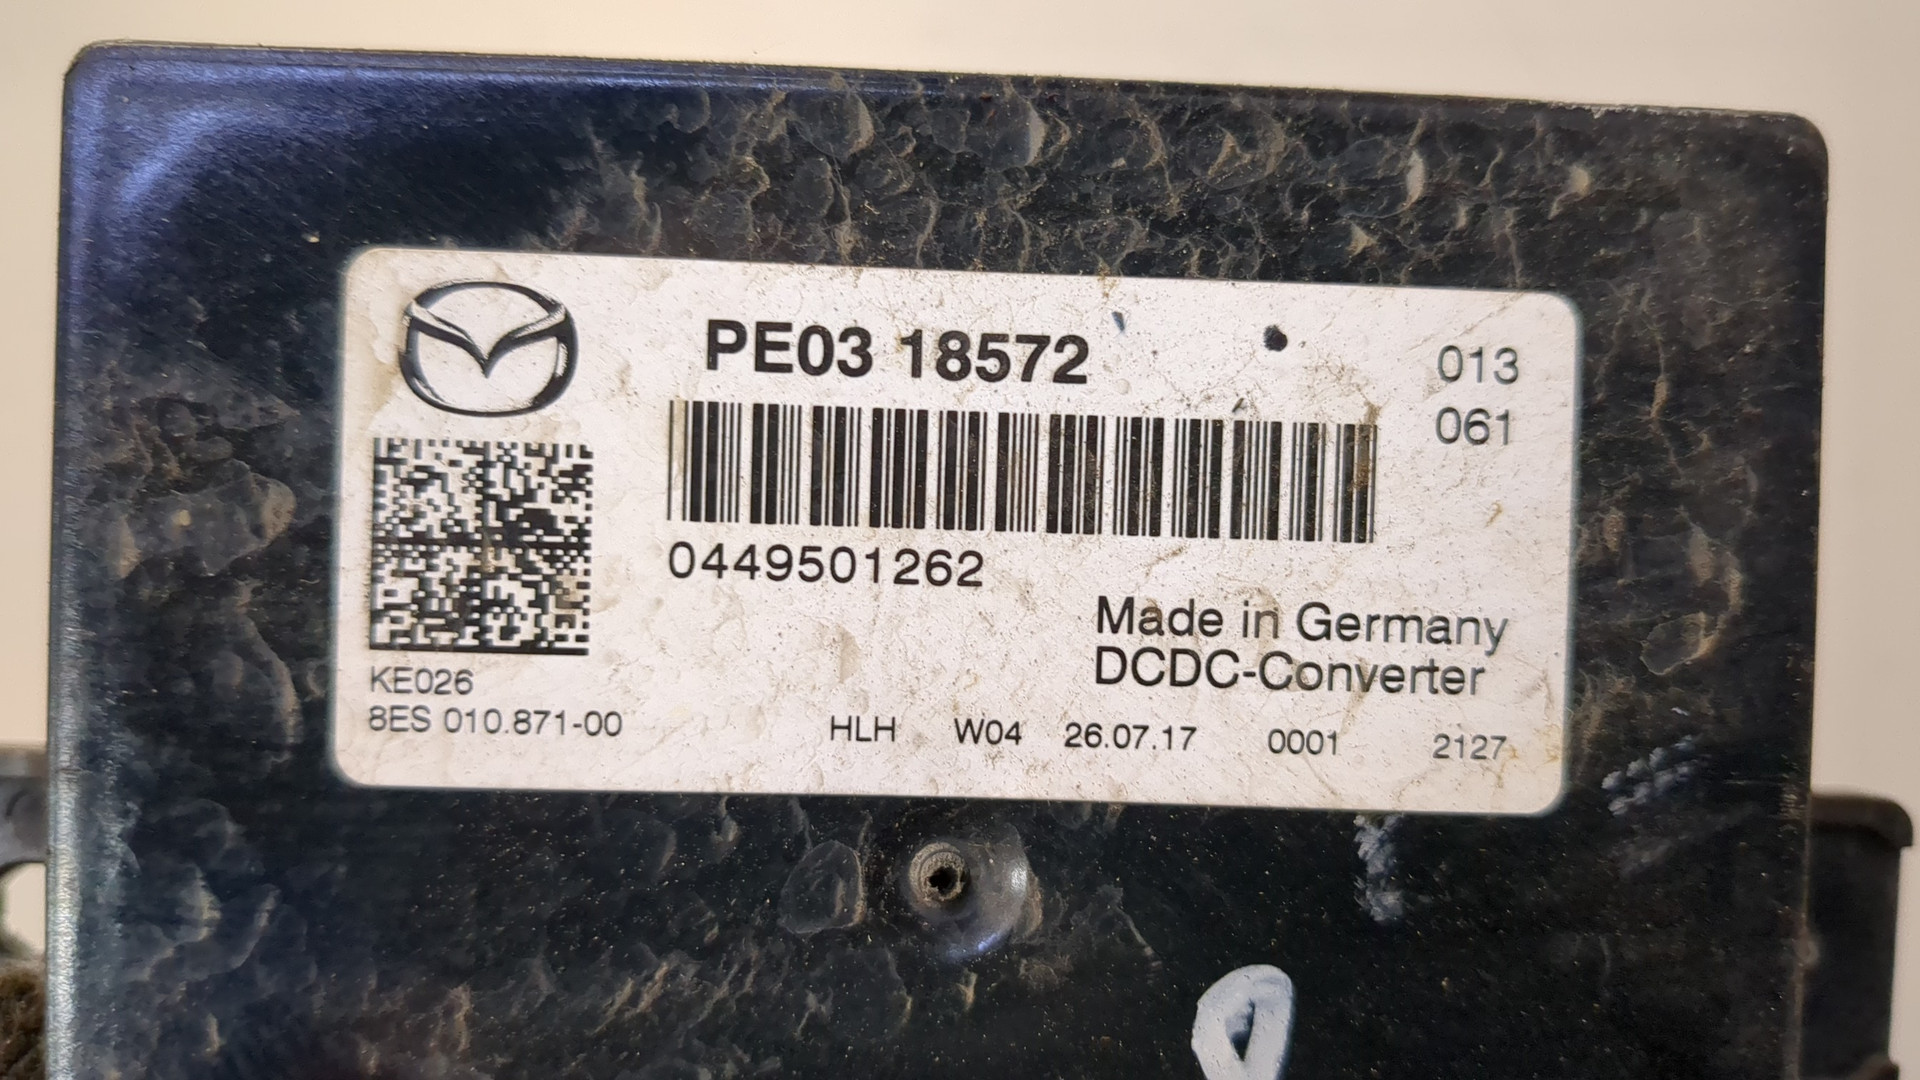 PE03 18572
013
061
0449501262
Made in Germany
DCDC-Converter
KE026
8ES 010.871-00 HLH W04 26.07.17 0001 2127